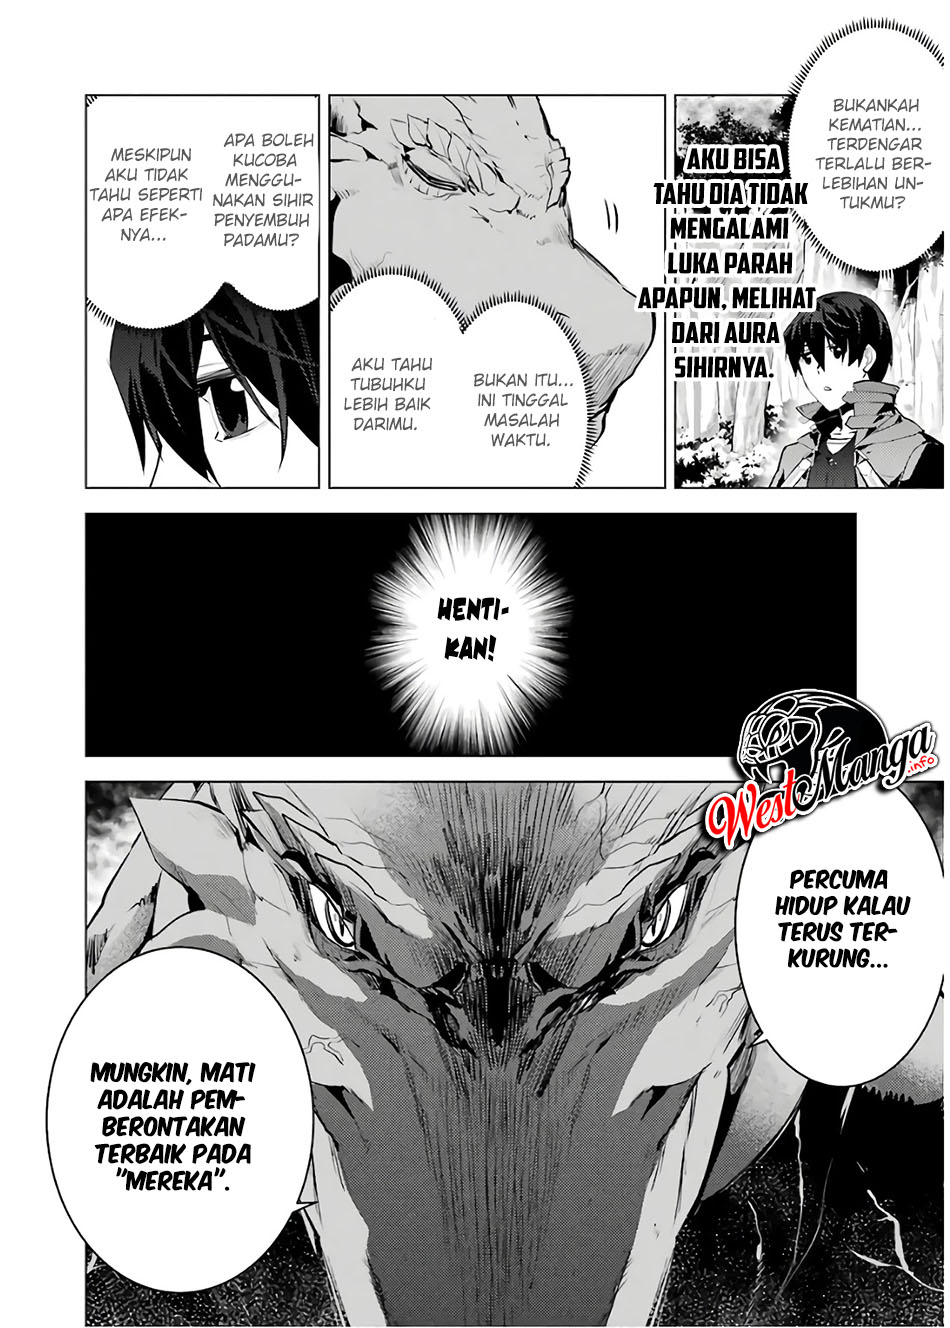 BUKANKAH
KEMATIAN...
TERDENGAR
TERLALU BER-
LEBIHAN UN-
TUKMU?
AKU BISA
TAHU DIA TIDAK
MENGALAMI
LUKA PARAH
APAPUN, MELIHAT
DARI AURA
SIHIRNYA.
BUKAN ITU...
INI TINGGAL
MASALAH
WAKTU.
AKU TAHU
TUBUHKU
LEBIH BAIK
DARIMU.
APA BOLEH
KUCOBA
MENGGU-
NAKAN SIHIR
PENYEMBUH
PADAMU?
MESKIPUN
AKU TIDAK
TAHU SEPERTI
APA EFEK-
NYA...
HENTI-
KAN!
WestManga
.info
PERCUMA
HIDUP KALAU
TERUS TER-
KURUNG...
MUNGKIN, MATI
ADALAH PEM-
BERONTAKAN
TERBAIK PADA
"MEREKA".